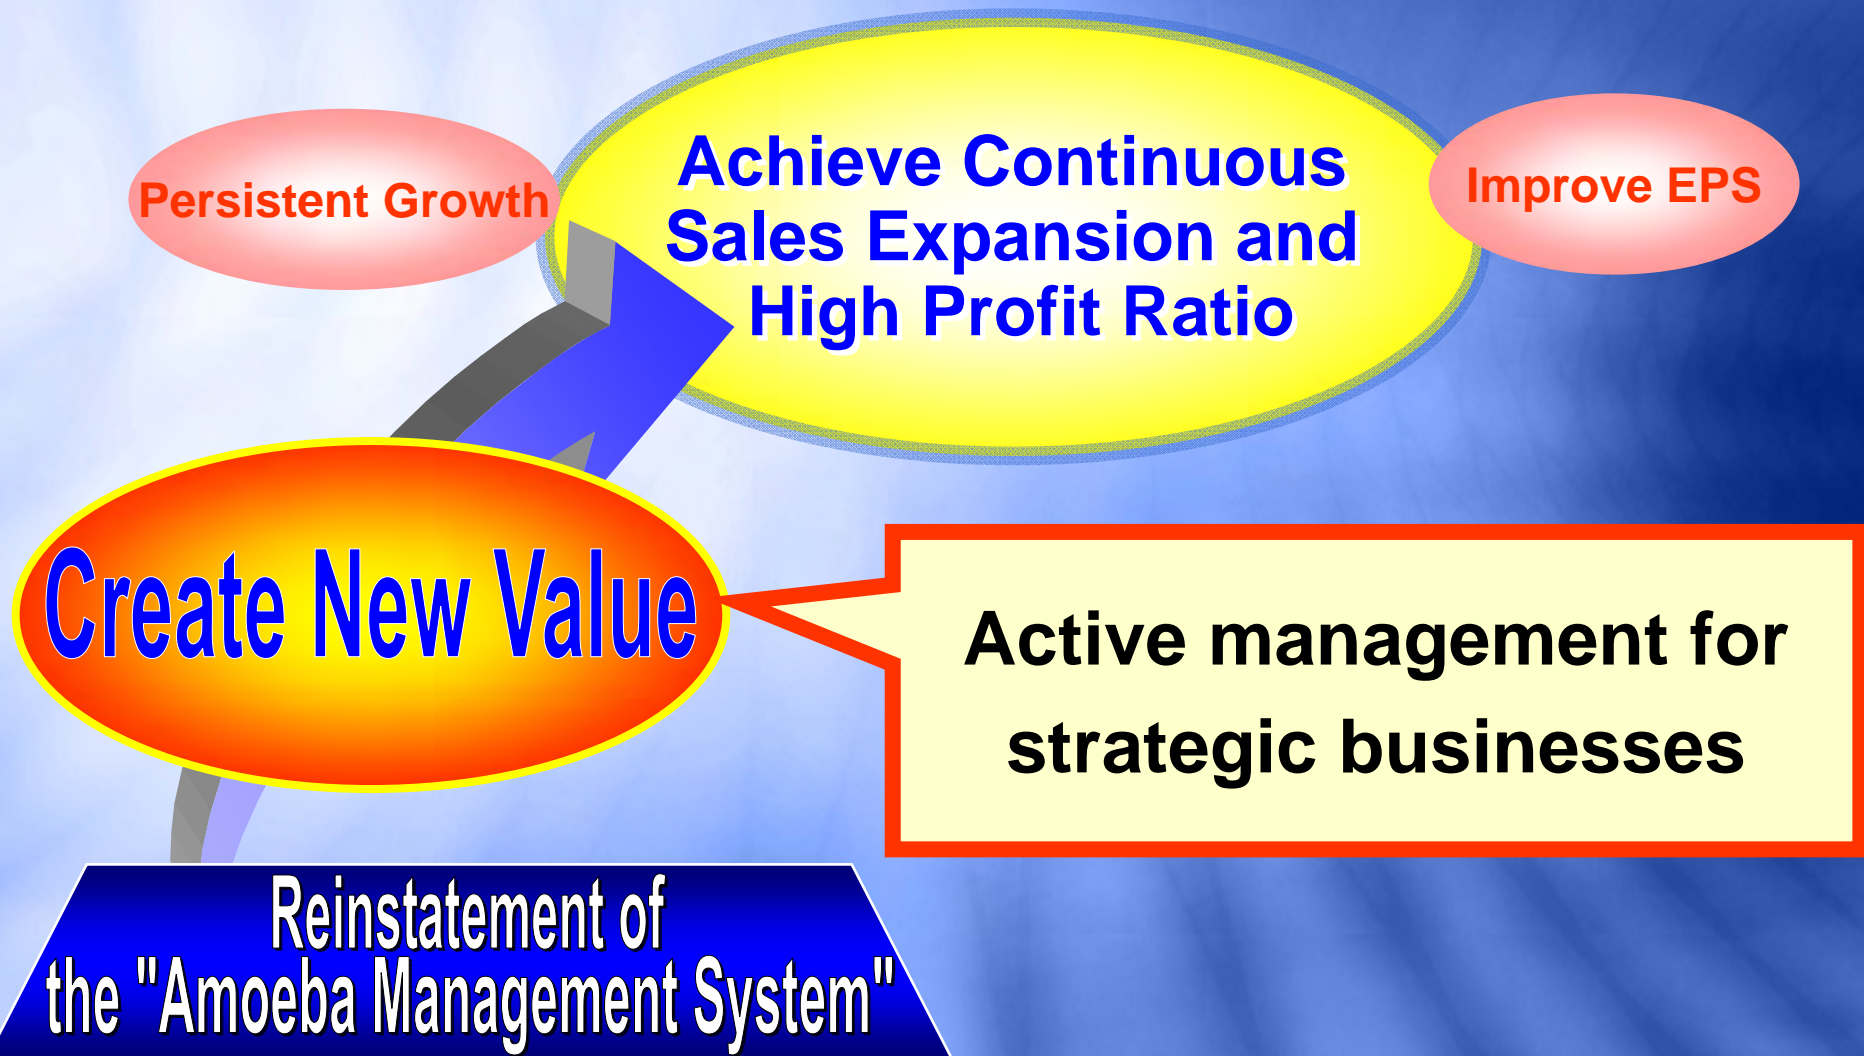 Persistent Growth
Achieve Continuous
Sales Expansion and
High Profit Ratio
Improve EPS
Create New Value
Active management for
strategic businesses
Reinstatement of
the "Amoeba Management System"